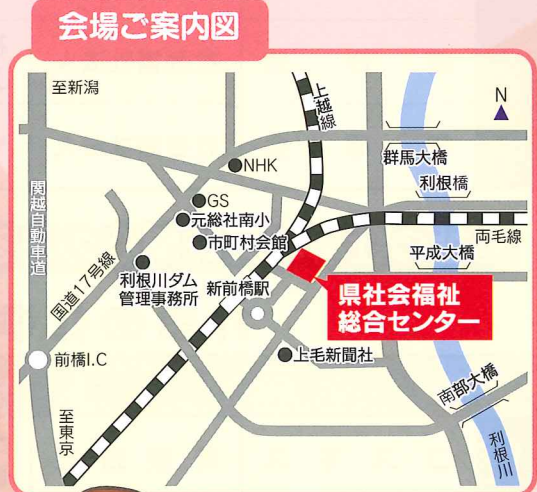 会場ご案内図
至新潟
上越線
N
NHK
群馬大橋
関越自動車道
GS
利根橋
元総社南小
市町村会館
両毛線
国道17号線
利根川ダム
管理事務所
新前橋駅
平成大橋
県社会福祉
総合センター
前橋I.C
上毛新聞社
至東京
南部大橋
利根川